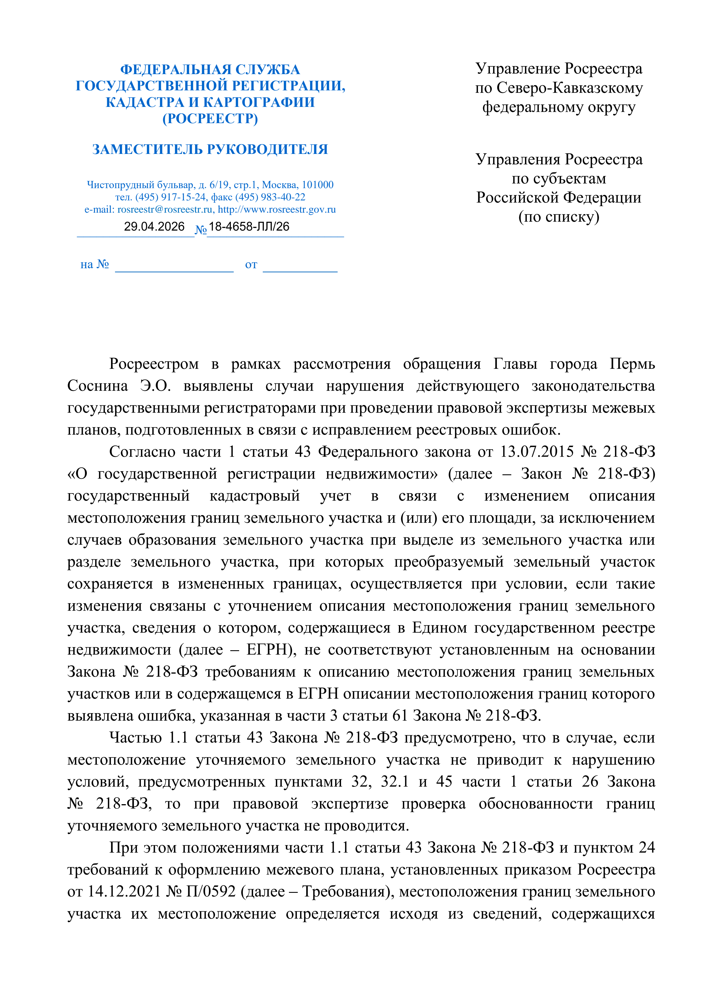 ФЕДЕРАЛЬНАЯ СЛУЖБА
ГОСУДАРСТВЕННОЙ РЕГИСТРАЦИИ,
КАДАСТРА И КАРТОГРАФИИ
(РОСРЕЕСТР)
ЗАМЕСТИТЕЛЬ РУКОВОДИТЕЛЯ
Чистопрудный бульвар, д. 6/19, стр.1, Москва, 101000
тел. (495) 917-15-24, факс (495) 983-40-22
e-mail: rosreestr@rosreestr.ru, http://www.rosreestr.gov.ru
29.04.2026 № 18-4658-ЛЛ/26
на № от
Управление Росреестра
по Северо-Кавказскому
федеральному округу
Управления Росреестра
по субъектам
Российской Федерации
(по списку)
Росреестром в рамках рассмотрения обращения Главы города Пермь
Соснина Э.О. выявлены случаи нарушения действующего законодательства
государственными регистраторами при проведении правовой экспертизы межевых
планов, подготовленных в связи с исправлением реестровых ошибок.
Согласно части 1 статьи 43 Федерального закона от 13.07.2015 № 218-ФЗ
«О государственной регистрации недвижимости» (далее – Закон № 218-ФЗ)
государственный кадастровый учет в связи с изменением описания
местоположения границ земельного участка и (или) его площади, за исключением
случаев образования земельного участка при выделе из земельного участка или
разделе земельного участка, при которых преобразуемый земельный участок
сохраняется в измененных границах, осуществляется при условии, если такие
изменения связаны с уточнением описания местоположения границ земельного
участка, сведения о котором, содержащиеся в Едином государственном реестре
недвижимости (далее – ЕГРН), не соответствуют установленным на основании
Закона № 218-ФЗ требованиям к описанию местоположения границ земельных
участков или в содержащемся в ЕГРН описании местоположения границ которого
выявлена ошибка, указанная в части 3 статьи 61 Закона № 218-ФЗ.
Частью 1.1 статьи 43 Закона № 218-ФЗ предусмотрено, что в случае, если
местоположение уточняемого земельного участка не приводит к нарушению
условий, предусмотренных пунктами 32, 32.1 и 45 части 1 статьи 26 Закона
№ 218-ФЗ, то при правовой экспертизе проверка обоснованности границ
уточняемого земельного участка не проводится.
При этом положениями части 1.1 статьи 43 Закона № 218-ФЗ и пунктом 24
требований к оформлению межевого плана, установленных приказом Росреестра
от 14.12.2021 № П/0592 (далее – Требования), местоположения границ земельного
участка их местоположение определяется исходя из сведений, содержащихся